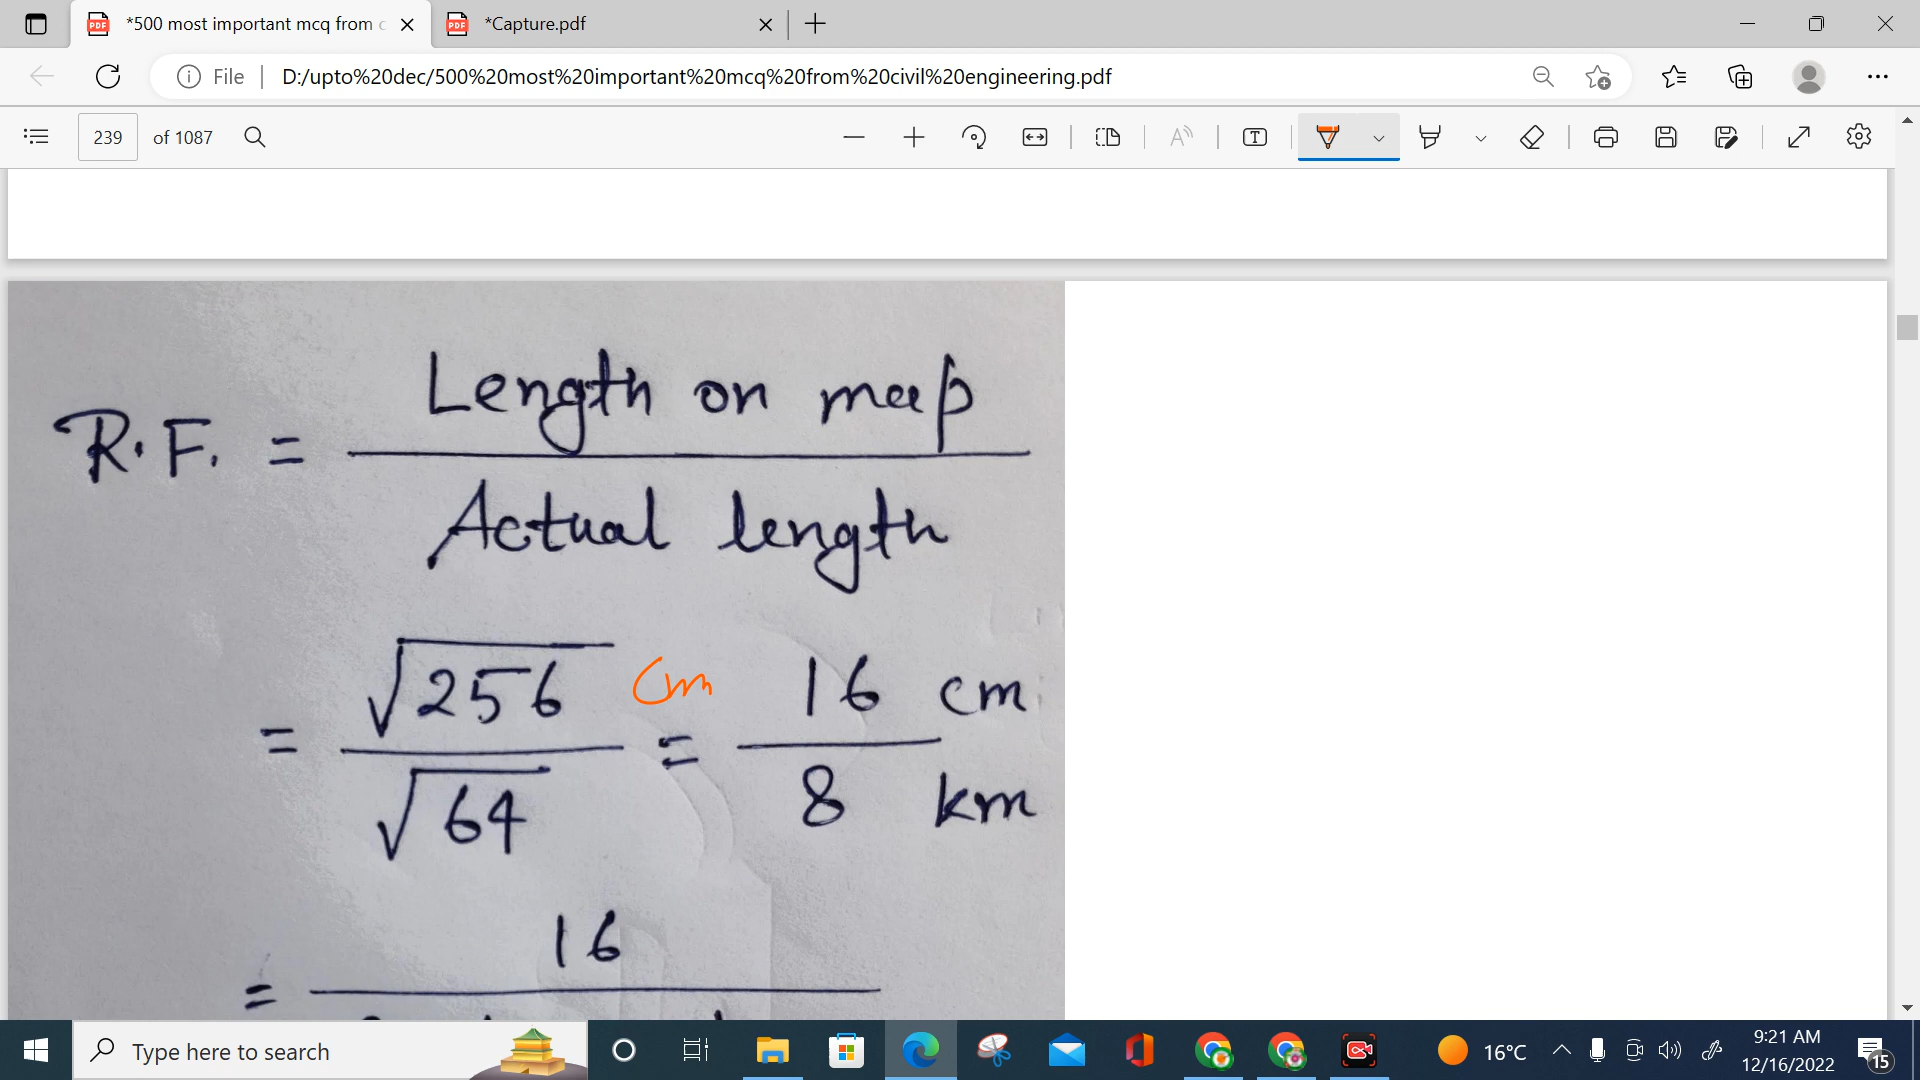 *500 most important mcq from c
*Capture.pdf
File
D:/upto%20dec/500%20most%20important%20mcq%20from%20civil%20engineering.pdf
239 of 1087
Length on map
R.F. =
Actual length
= √256 cm = 16 cm
√64 8 km
16
=
Type here to search
16°C
9:21 AM
12/16/2022
15